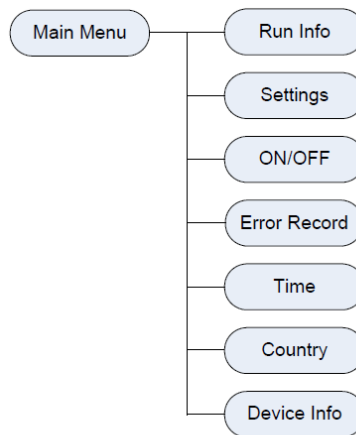 Main Menu
Run Info
Settings
ON/OFF
Error Record
Time
Country
Device Info